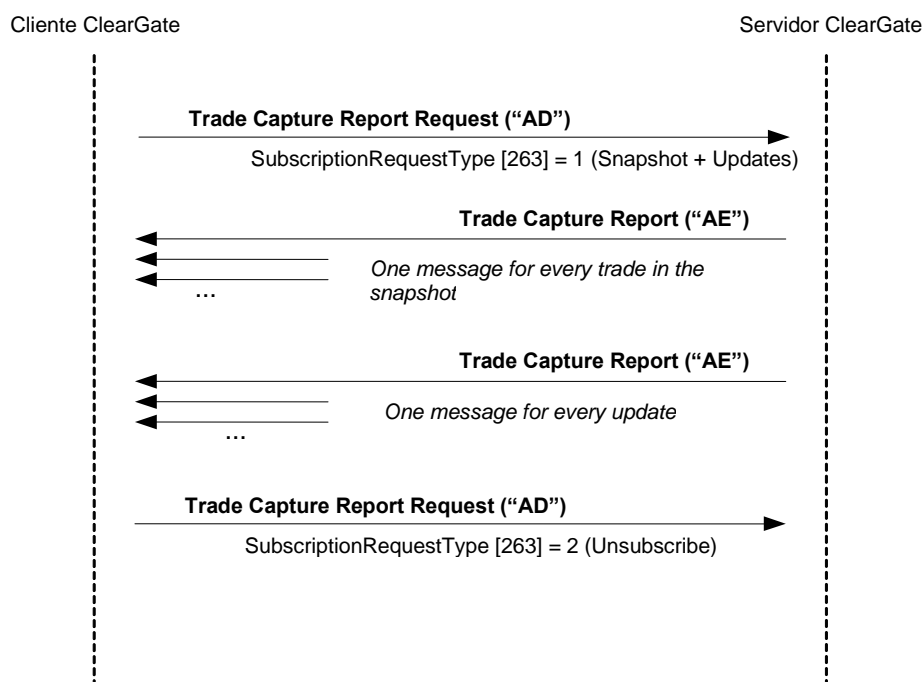 Cliente ClearGate
Servidor ClearGate
Trade Capture Report Request (“AD”)
SubscriptionRequestType [263] = 1 (Snapshot + Updates)
Trade Capture Report (“AE”)
One message for every trade in the
snapshot
...
Trade Capture Report (“AE”)
One message for every update
...
Trade Capture Report Request (“AD”)
SubscriptionRequestType [263] = 2 (Unsubscribe)